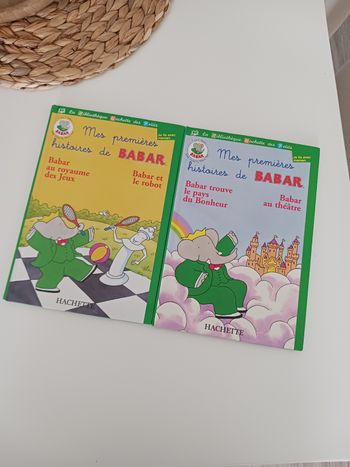 La Bibliothèque Hachette des Petits
Mes premières
histoires de BABAR
Babar
au royaume
des Jeux
Babar et
le robot
HACHETTE
La Bibliothèque Hachette des Petits
Mes premières
histoires de BABAR
Babar trouve
le pays
du Bonheur
Babar
au théâtre
HACHETTE